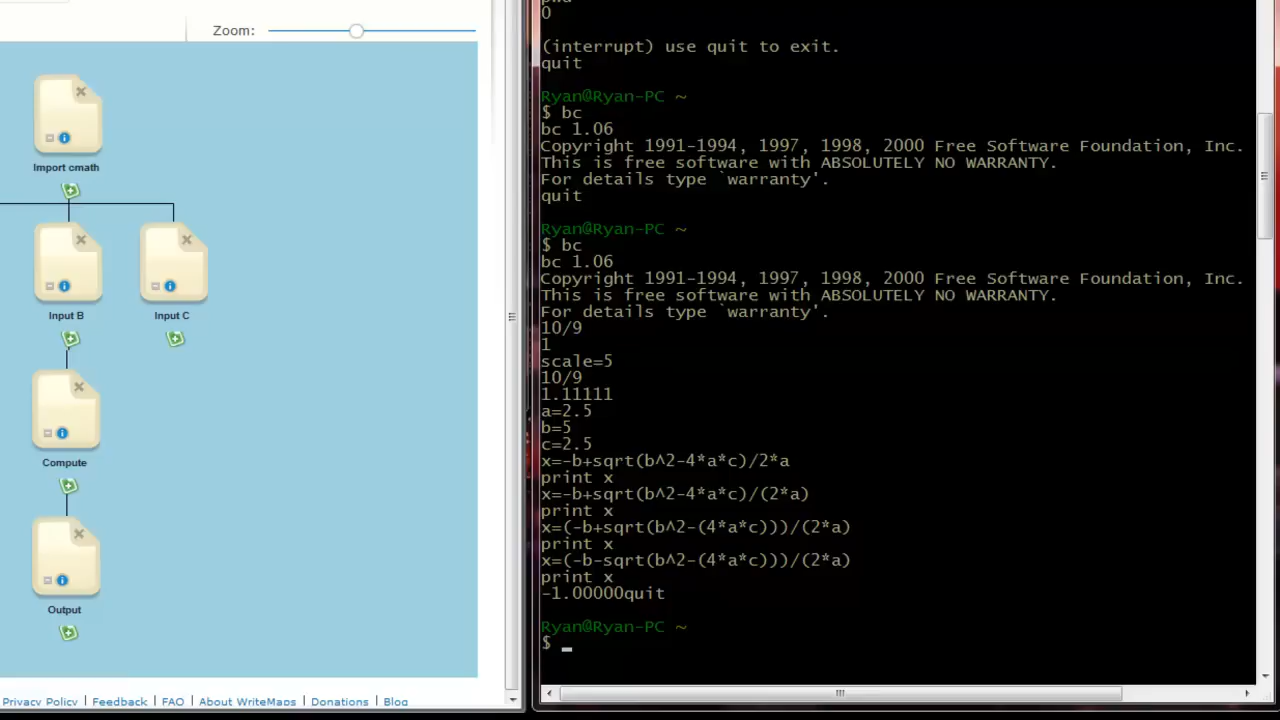 Zoom:
Import cmath
Input B
Input C
Compute
Output
Privacy Policy | Feedback | FAQ | About WriteMaps | Donations | Blog
0
(interrupt) use quit to exit.
quit
Ryan@Ryan-PC ~
$ bc
bc 1.06
Copyright 1991-1994, 1997, 1998, 2000 Free Software Foundation, Inc.
This is free software with ABSOLUTELY NO WARRANTY.
For details type `warranty'.
quit
Ryan@Ryan-PC ~
$ bc
bc 1.06
Copyright 1991-1994, 1997, 1998, 2000 Free Software Foundation, Inc.
This is free software with ABSOLUTELY NO WARRANTY.
For details type `warranty'.
10/9
1
scale=5
10/9
1.11111
a=2.5
b=5
c=2.5
x=-b+sqrt(b^2-4*a*c)/2*a
print x
x=-b+sqrt(b^2-4*a*c)/(2*a)
print x
x=(-b+sqrt(b^2-(4*a*c)))/(2*a)
print x
x=(-b-sqrt(b^2-(4*a*c)))/(2*a)
print x
-1.00000quit
Ryan@Ryan-PC ~
$